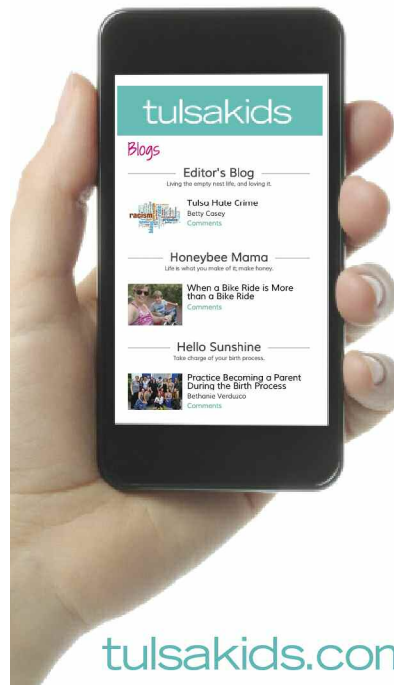 tulsakids
Blogs
Editor's Blog
Living the empty nest life, and loving it.
racism
Tulsa Hate Crime
Betty Casey
Comments
Honeybee Mama
Life is what you make of it; make honey.
When a Bike Ride is More
than a Bike Ride
Comments
Hello Sunshine
Take charge of your birth process.
Practice Becoming a Parent
During the Birth Process
Bethanie Verduzco
Comments
tulsakids.com